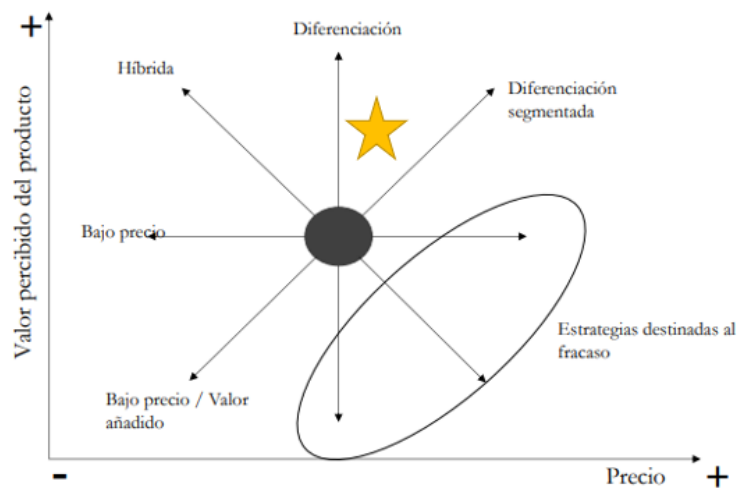 +
Diferenciación
Híbrida
Diferenciación
segmentada
Valor percibido del producto
Bajo precio
Estrategias destinadas al
fracaso
Bajo precio / Valor
añadido
-
Precio
+